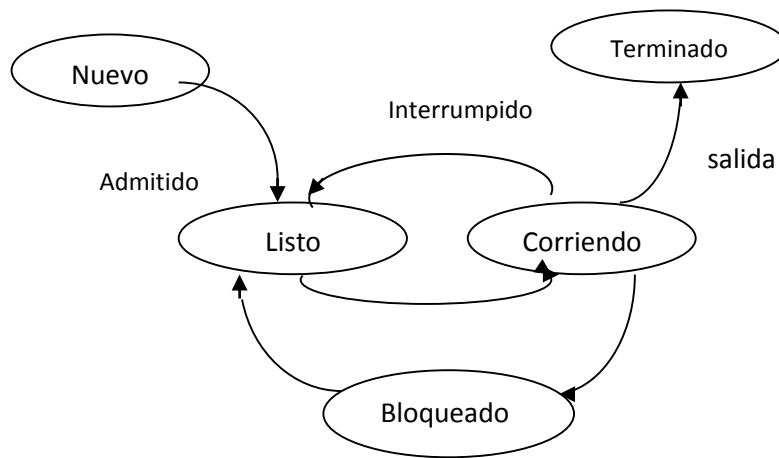 Terminado
Nuevo
Interrumpido
salida
Admitido
Listo
Corriendo
Bloqueado